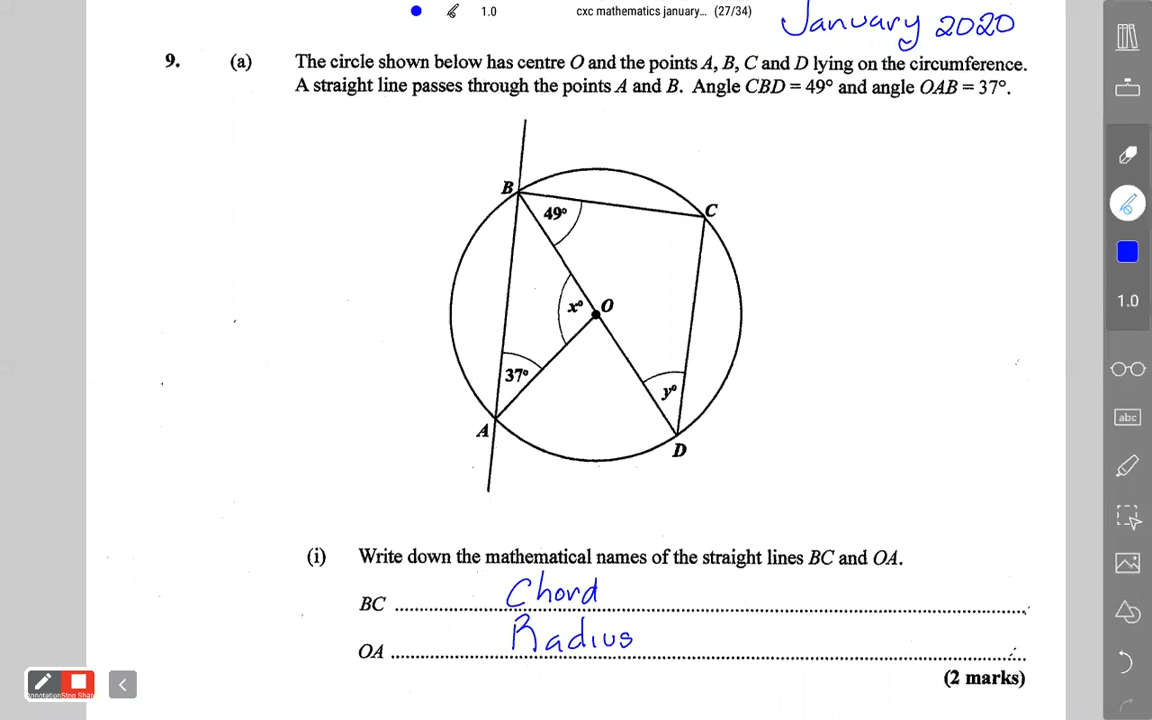 1.0 cxc mathematics january... (27/34)
January 2020
9. (a) The circle shown below has centre O and the points A, B, C and D lying on the circumference.
A straight line passes through the points A and B. Angle CBD = 49° and angle OAB = 37°.
B
C
49°
x° O
37°
y°
A
D
abc
1.0
(i) Write down the mathematical names of the straight lines BC and OA.
BC Chord
OA Radius
(2 marks)